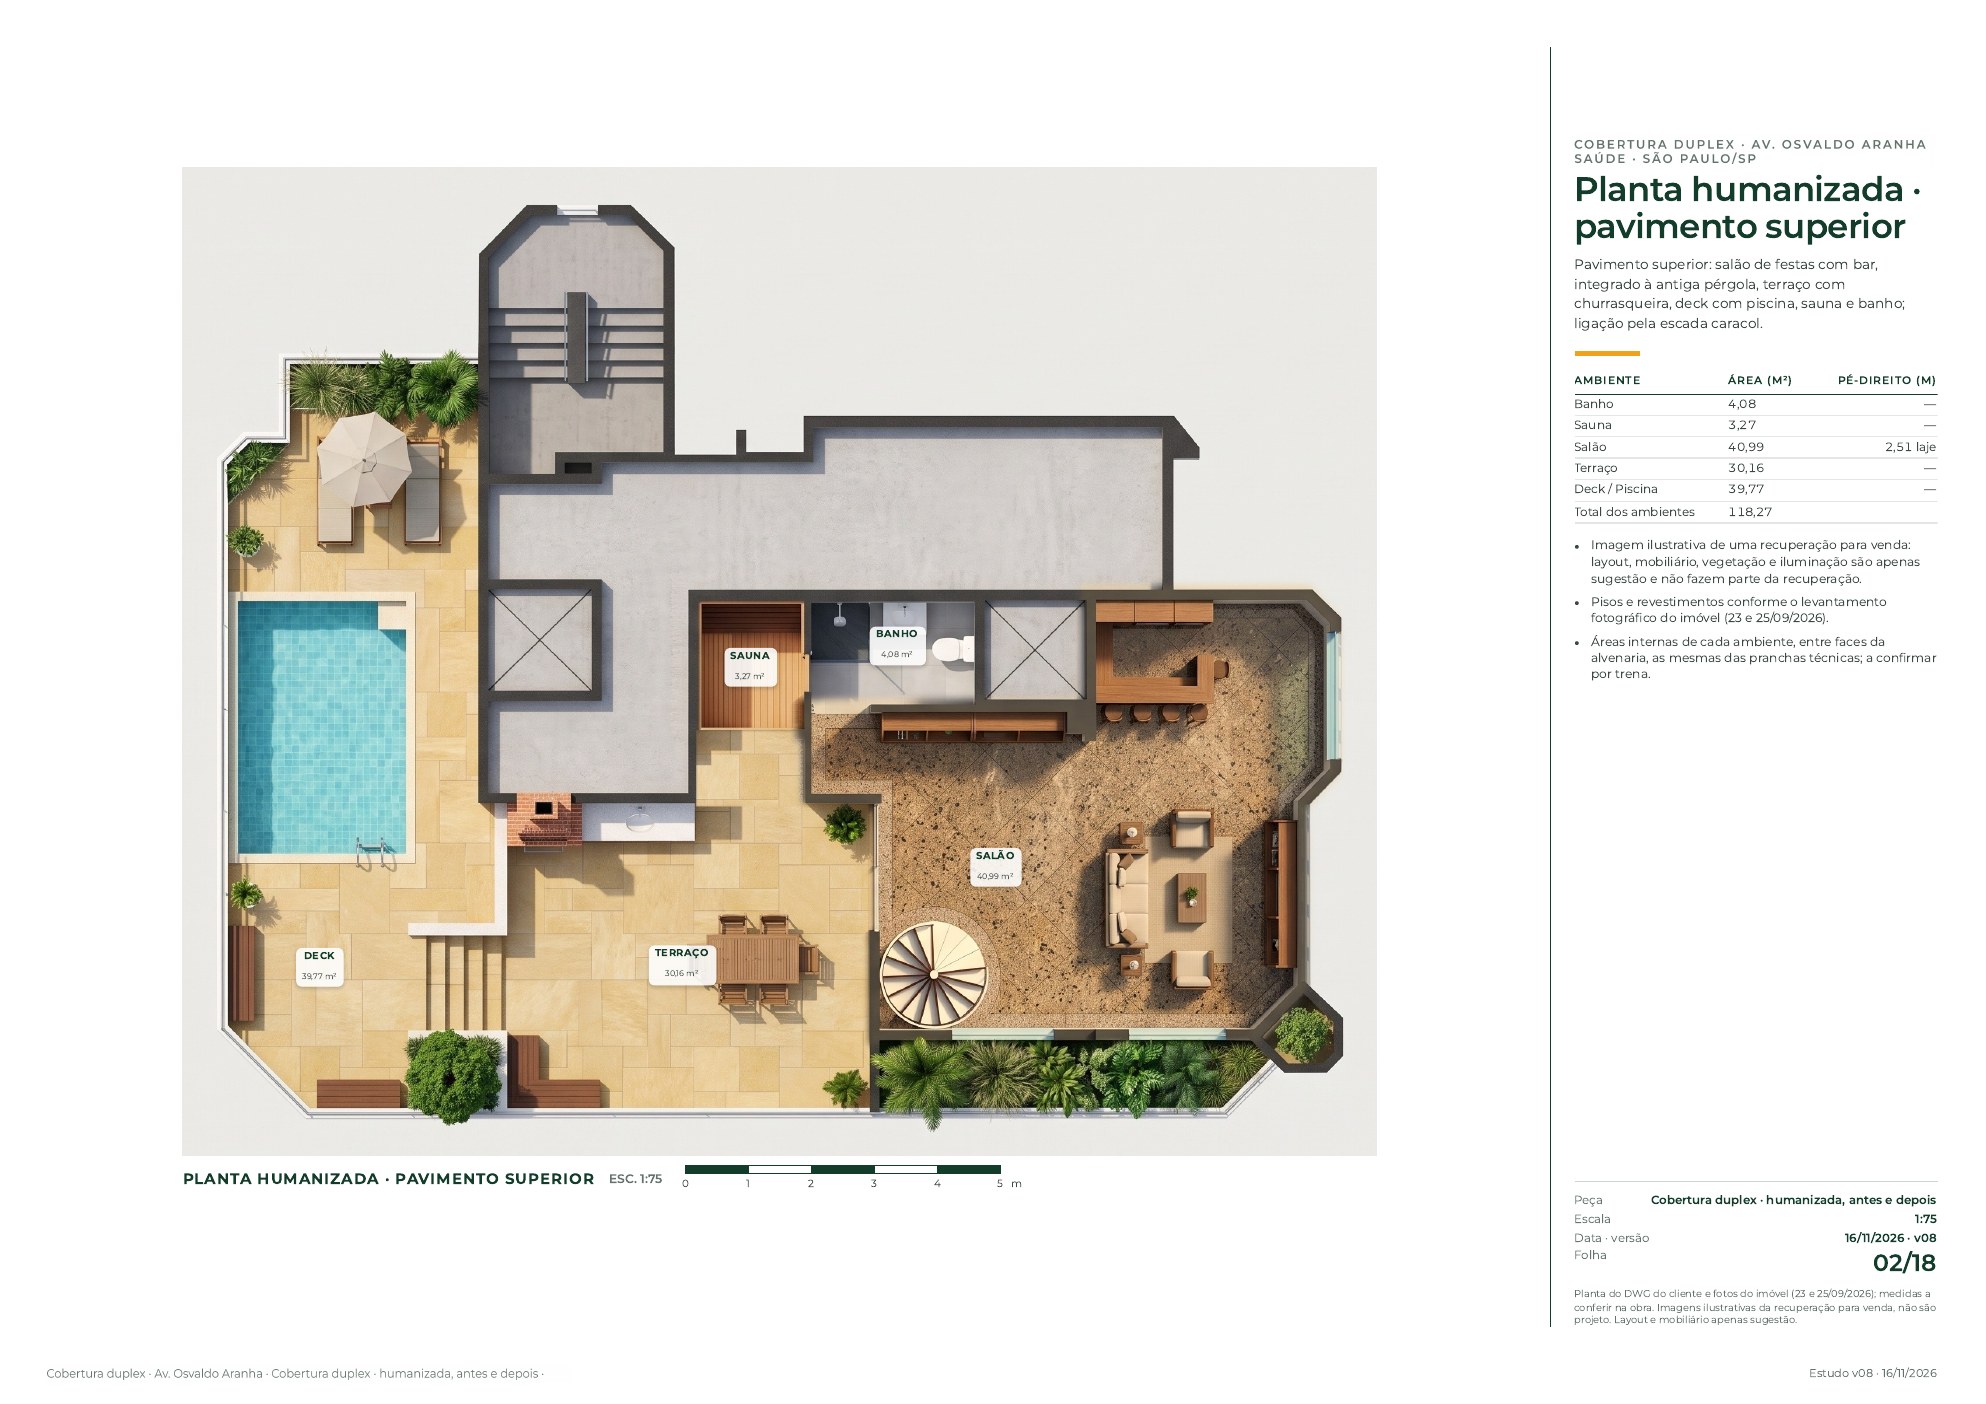 COBERTURA DUPLEX · AV. OSVALDO ARANHA
SAÚDE · SÃO PAULO/SP
Planta humanizada ·
pavimento superior
Pavimento superior: salão de festas com bar,
integrado à antiga pérgola, terraço com
churrasqueira, deck com piscina, sauna e banho;
ligação pela escada caracol.
AMBIENTE ÁREA (M²) PÉ-DIREITO (M)
Banho 4,08 —
Sauna 3,27 —
Salão 40,99 2,51 laje
Terraço 30,16 —
Deck / Piscina 39,77 —
Total dos ambientes 118,27
• Imagem ilustrativa de uma recuperação para venda:
layout, mobiliário, vegetação e iluminação são apenas
sugestão e não fazem parte da recuperação.
• Pisos e revestimentos conforme o levantamento
fotográfico do imóvel (23 e 25/09/2026).
• Áreas internas de cada ambiente, entre faces da
alvenaria, as mesmas das pranchas técnicas; a confirmar
por trena.
BANHO
4,08 m²
SAUNA
3,27 m²
SALÃO
40,99 m²
TERRAÇO
30,16 m²
DECK
39,77 m²
PLANTA HUMANIZADA · PAVIMENTO SUPERIOR ESC. 1:75
0 1 2 3 4 5 m
Peça Cobertura duplex · humanizada, antes e depois
Escala 1:75
Data · versão 16/11/2026 · v08
Folha 02/18
Planta do DWG do cliente e fotos do imóvel (23 e 25/09/2026); medidas a
conferir na obra. Imagens ilustrativas da recuperação para venda, não são
projeto. Layout e mobiliário apenas sugestão.
Cobertura duplex · Av. Osvaldo Aranha · Cobertura duplex · humanizada, antes e depois ·
Estudo v08 · 16/11/2026